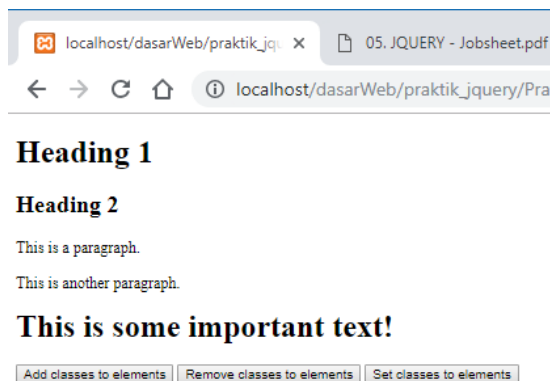 localhost/dasarWeb/praktik_jq
05. JQUERY - Jobsheet.pdf
localhost/dasarWeb/praktik_jquery/Pra
Heading 1
Heading 2
This is a paragraph.
This is another paragraph.
This is some important text!
Add classes to elements Remove classes to elements Set classes to elements